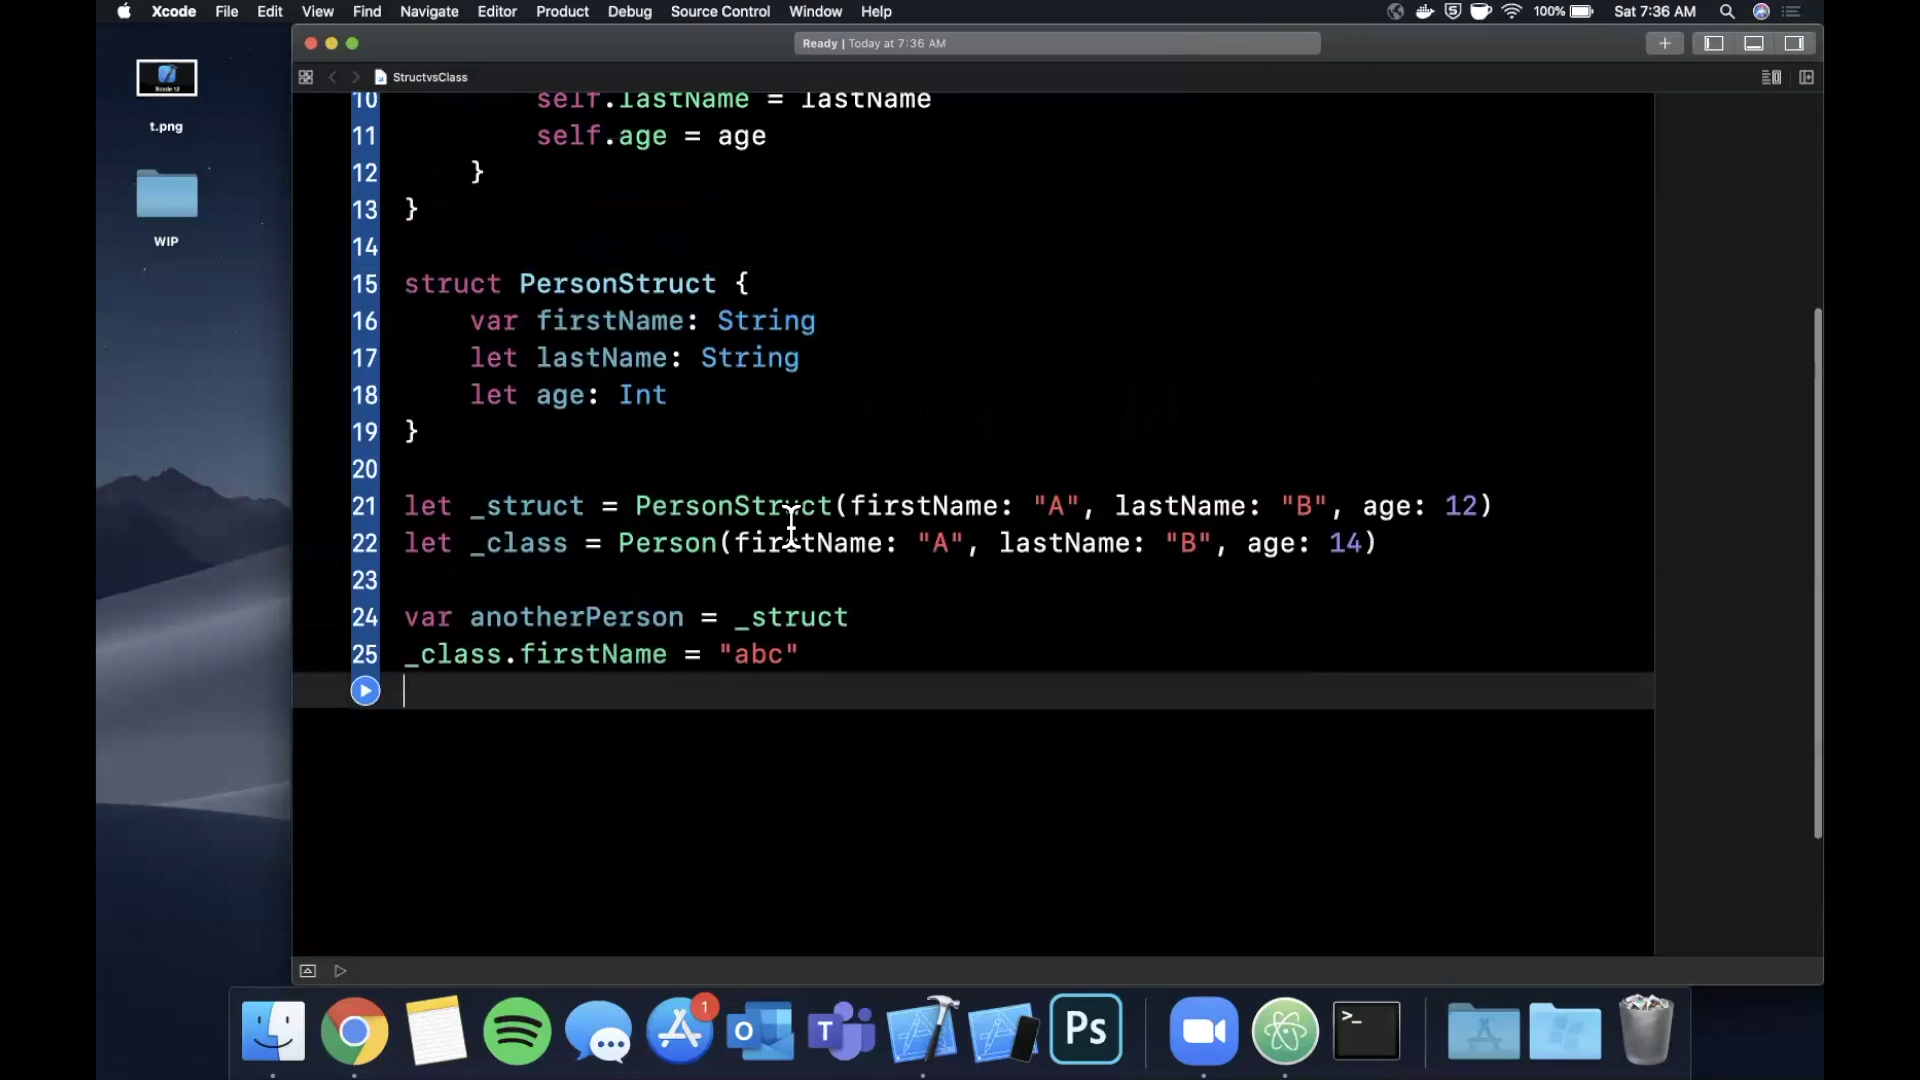 Xcode File Edit View Find Navigate Editor Product Debug Source Control Window Help 100% Sat 7:36 AM
Ready | Today at 7:36 AM
StructvsClass
t.png
WIP
10 self.lastName = lastName
11 self.age = age
12 }
13 }
14
15 struct PersonStruct {
16 var firstName: String
17 let lastName: String
18 let age: Int
19 }
20
21 let _struct = PersonStruct(firstName: "A", lastName: "B", age: 12)
22 let _class = Person(firstName: "A", lastName: "B", age: 14)
23
24 var anotherPerson = _struct
25 _class.firstName = "abc"
1
Ps
>_